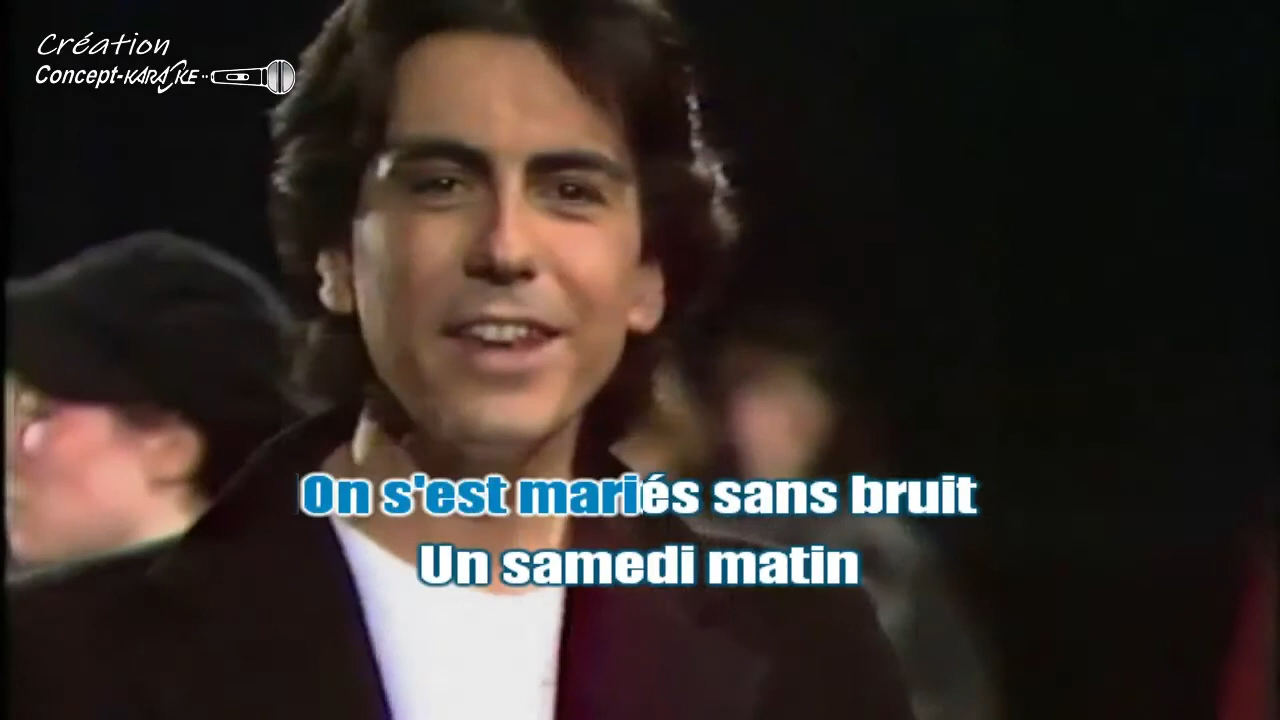 Création
Concept-KARAOKE
On s'est mariés sans bruit
Un samedi matin